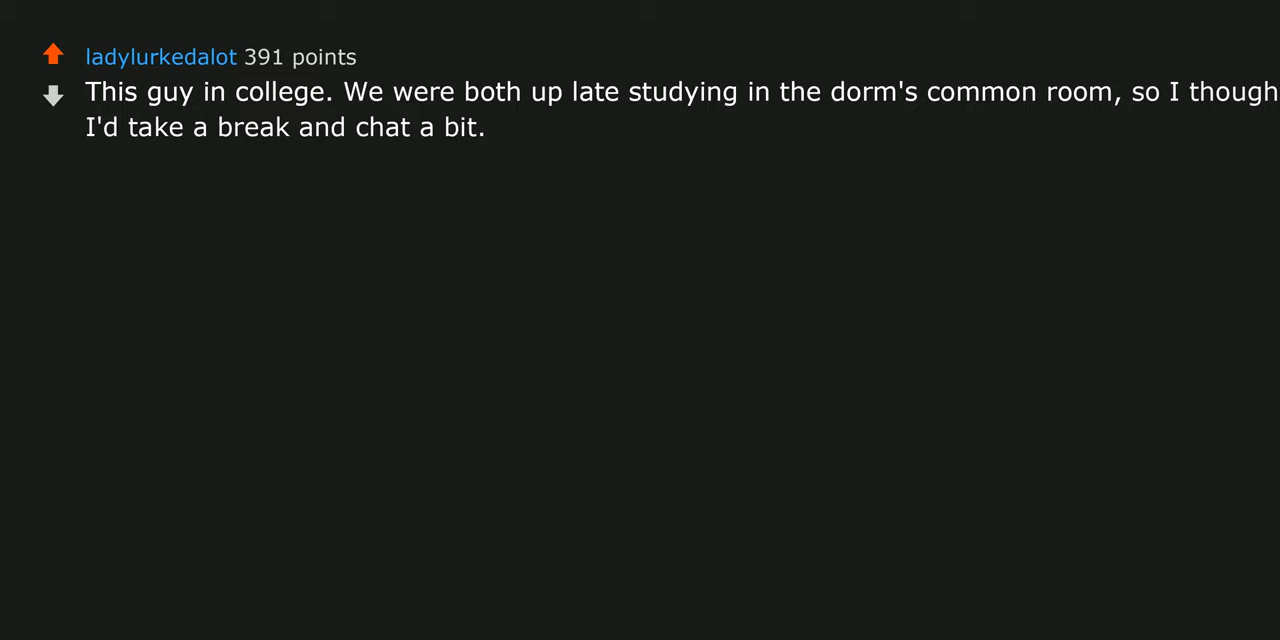 ladylurkedalot 391 points
This guy in college. We were both up late studying in the dorm's common room, so I though
I'd take a break and chat a bit.